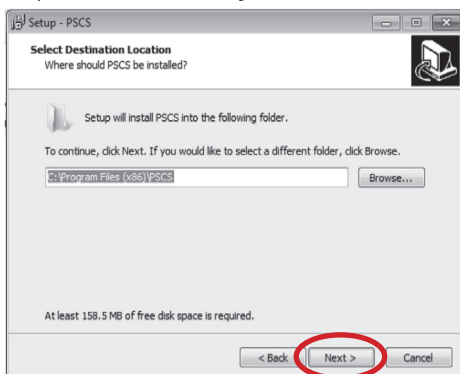 Setup - PSCS
Select Destination Location
Where should PSCS be installed?
Setup will install PSCS into the following folder.
To continue, click Next. If you would like to select a different folder, click Browse.
C:\Program Files (x86)\PSCS
Browse...
At least 158.5 MB of free disk space is required.
< Back
Next >
Cancel